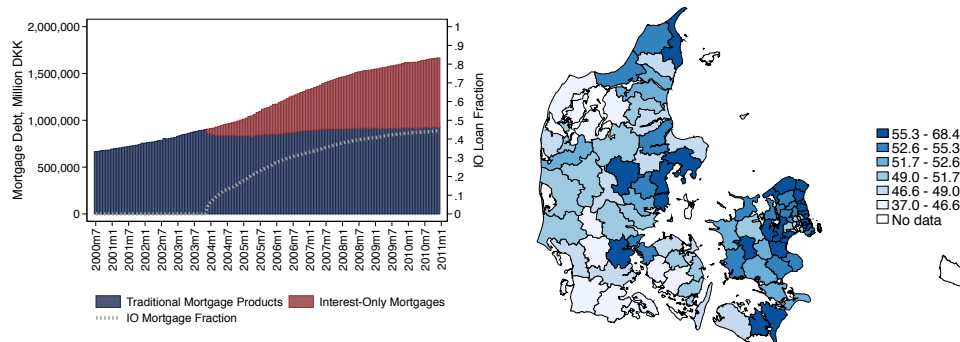 2,000,000
1,500,000
1,000,000
500,000
0
Mortgage Debt, Million DKK
1
.9
.8
.7
.6
.5
.4
.3
.2
.1
0
IO Loan Fraction
2000m7
2001m1
2001m7
2002m1
2002m7
2003m1
2003m7
2004m1
2004m7
2005m1
2005m7
2006m1
2006m7
2007m1
2007m7
2008m1
2008m7
2009m1
2009m7
2010m1
2010m7
2011m1
Traditional Mortgage Products
Interest-Only Mortgages
IO Mortgage Fraction
55.3 - 68.4
52.6 - 55.3
51.7 - 52.6
49.0 - 51.7
46.6 - 49.0
37.0 - 46.6
No data